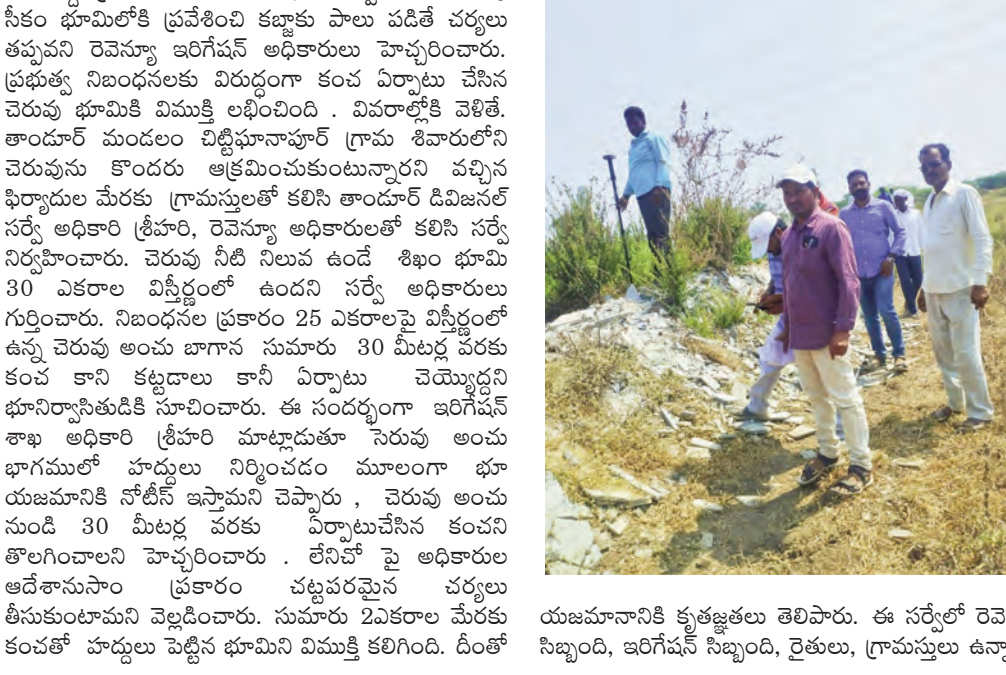 సీకం భూమిలోకి ప్రవేశించి కబ్జాకు పాలు పడితే చర్యలు
తప్పవని రెవెన్యూ ఇరిగేషన్ అధికారులు హెచ్చరించారు.
ప్రభుత్వ నిబంధనలకు విరుద్ధంగా కంచ ఏర్పాటు చేసిన
చెరువు భూమికి విముక్తి లభించింది . వివరాల్లోకి వెళితే.
తాండూర్ మండలం చిట్టిఘనాపూర్ గ్రామ శివారులోని
చెరువును కొందరు ఆక్రమించుకుంటున్నారని వచ్చిన
ఫిర్యాదుల మేరకు గ్రామస్తులతో కలిసి తాండూర్ డివిజనల్
సర్వే అధికారి శ్రీహరి, రెవెన్యూ అధికారులతో కలిసి సర్వే
నిర్వహించారు. చెరువు నీటి నిలువ ఉండే శిఖం భూమి
30 ఎకరాల విస్తీర్ణంలో ఉందని సర్వే అధికారులు
గుర్తించారు. నిబంధనల ప్రకారం 25 ఎకరాలపై విస్తీర్ణంలో
ఉన్న చెరువు అంచు బాగాన సుమారు 30 మీటర్ల వరకు
కంచ కాని కట్టడాలు కానీ ఏర్పాటు చెయ్యొద్దని
భూనిర్వాసితుడికి సూచించారు. ఈ సందర్భంగా ఇరిగేషన్
శాఖ అధికారి శ్రీహరి మాట్లాడుతూ సెరువు అంచు
భాగములో హద్దులు నిర్మించడం మూలంగా భూ
యజమానికి నోటీస్ ఇస్తామని చెప్పారు , చెరువు అంచు
నుండి 30 మీటర్ల వరకు ఏర్పాటుచేసిన కంచని
తొలగించాలని హెచ్చరించారు . లేనిచో పై అధికారుల
ఆదేశానుసాం ప్రకారం చట్టపరమైన చర్యలు
తీసుకుంటామని వెల్లడించారు. సుమారు 2ఎకరాల మేరకు
కంచతో హద్దులు పెట్టిన భూమిని విముక్తి కలిగింది. దీంతో
యజమానానికి కృతజ్ఞతలు తెలిపారు. ఈ సర్వేలో
సిబ్బంది, ఇరిగేషన్ సిబ్బంది, రైతులు, గ్రామస్తులు